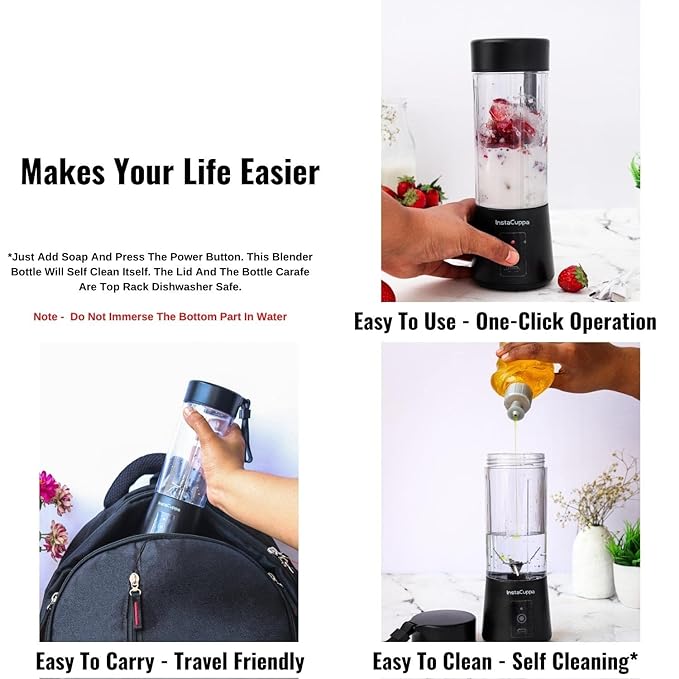 Makes Your Life Easier
*Just Add Soap And Press The Power Button. This Blender
Bottle Will Self Clean Itself. The Lid And The Bottle Carafe
Are Top Rack Dishwasher Safe.
Note - Do Not Immerse The Bottom Part In Water
InstaCuppa
Easy To Use - One-Click Operation
Easy To Carry - Travel Friendly
InstaCuppa
Easy To Clean - Self Cleaning*